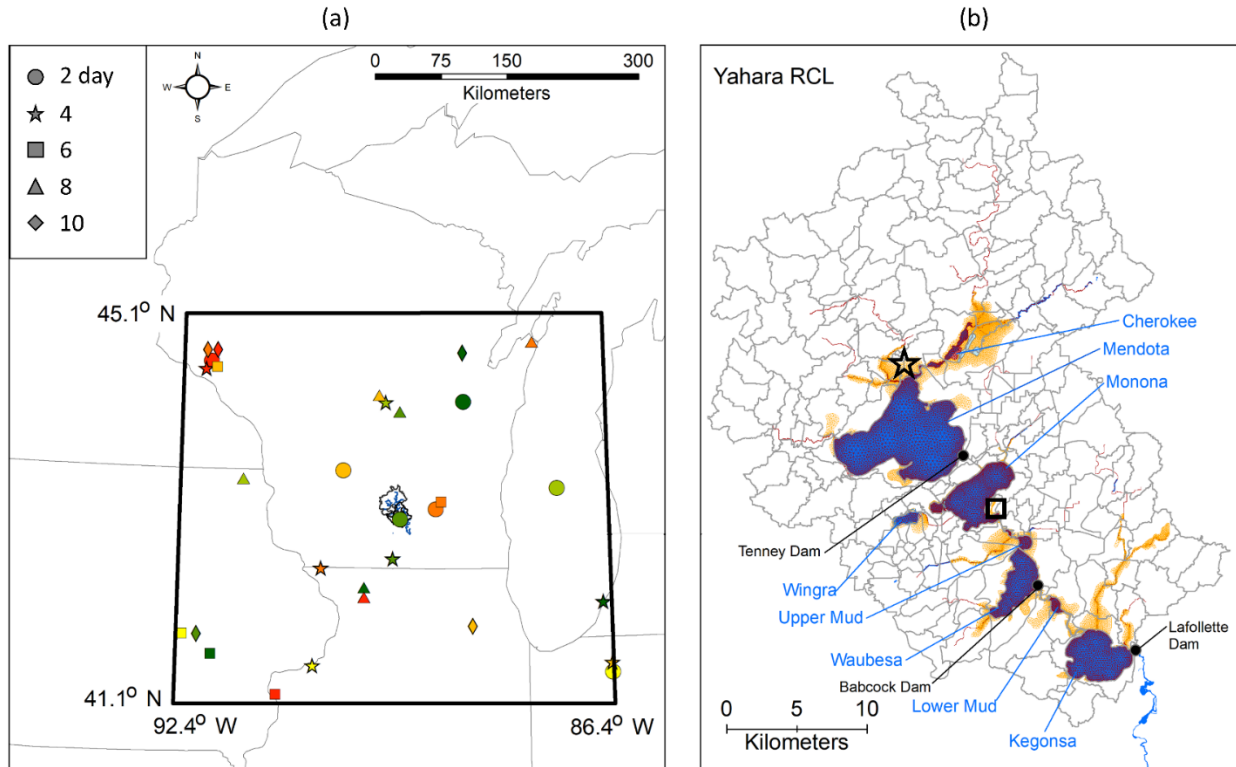 (a)
(b)
2 day
4
6
8
10
N
W E
S
0 75 150 300
Kilometers
45.1° N
41.1° N
92.4° W
86.4° W
Yahara RCL
Cherokee
Mendota
Monona
Tenney Dam
Wingra
Upper Mud
Waubesa
Babcock Dam
Lower Mud
Kegonsa
Lafollette
Dam
0 5 10
Kilometers